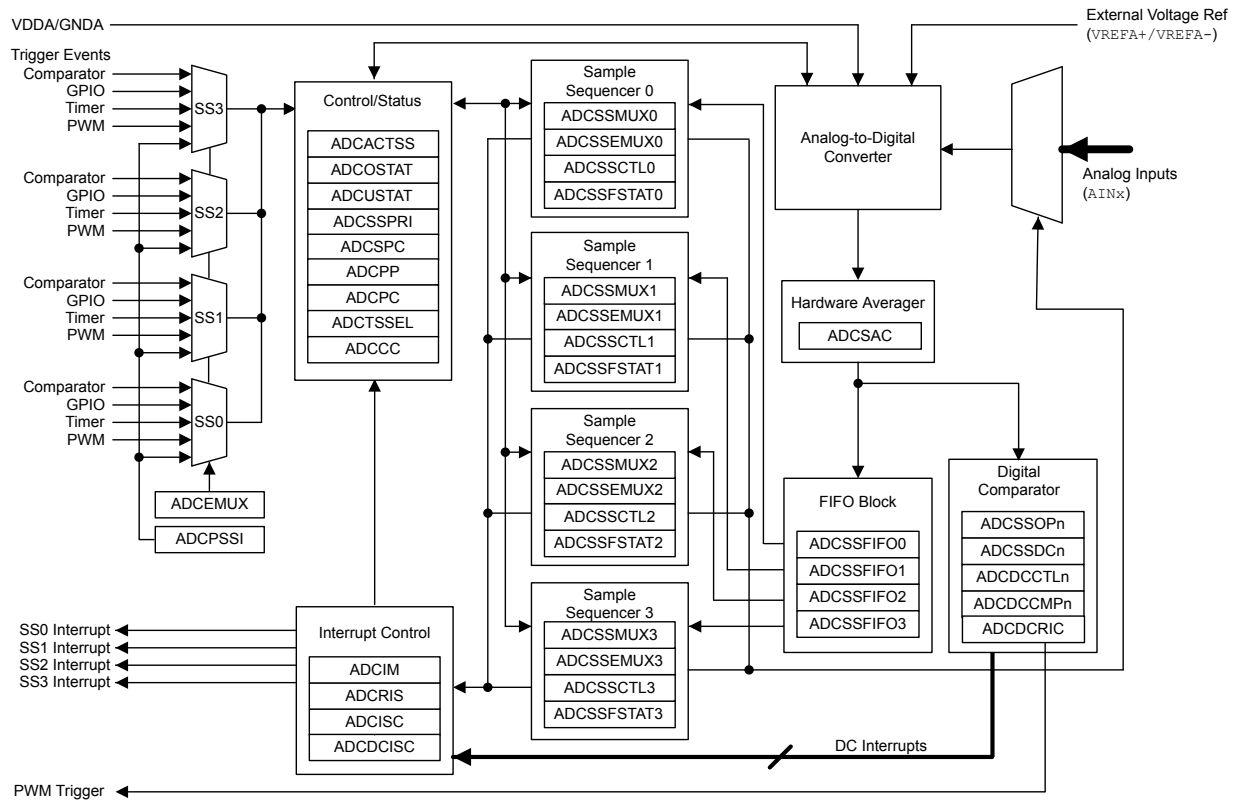 VDDA/GNDA
External Voltage Ref
(VREFA+/VREFA-)
Trigger Events
Comparator
GPIO
Timer
PWM
SS3
Comparator
GPIO
Timer
PWM
SS2
Comparator
GPIO
Timer
PWM
SS1
Comparator
GPIO
Timer
PWM
SS0
ADCEMUX
ADCPSSI
Control/Status
ADCACTSS
ADCOSTAT
ADCUSTAT
ADCSSPRI
ADCSPC
ADCPP
ADCPC
ADCTSSEL
ADCCC
Sample
Sequencer 0
ADCSSMUX0
ADCSSEMUX0
ADCSSCTL0
ADCSSFSTAT0
Sample
Sequencer 1
ADCSSMUX1
ADCSSEMUX1
ADCSSCTL1
ADCSSFSTAT1
Sample
Sequencer 2
ADCSSMUX2
ADCSSEMUX2
ADCSSCTL2
ADCSSFSTAT2
Sample
Sequencer 3
ADCSSMUX3
ADCSSEMUX3
ADCSSCTL3
ADCSSFSTAT3
Analog-to-Digital
Converter
Analog Inputs
(AINx)
Hardware Averager
ADCSAC
FIFO Block
ADCSSFIFO0
ADCSSFIFO1
ADCSSFIFO2
ADCSSFIFO3
Digital
Comparator
ADCSSOPn
ADCSSDCn
ADCDCCTLn
ADCDCCMPn
ADCDCRIC
SS0 Interrupt
SS1 Interrupt
SS2 Interrupt
SS3 Interrupt
Interrupt Control
ADCIM
ADCRIS
ADCISC
ADCDCISC
DC Interrupts
PWM Trigger